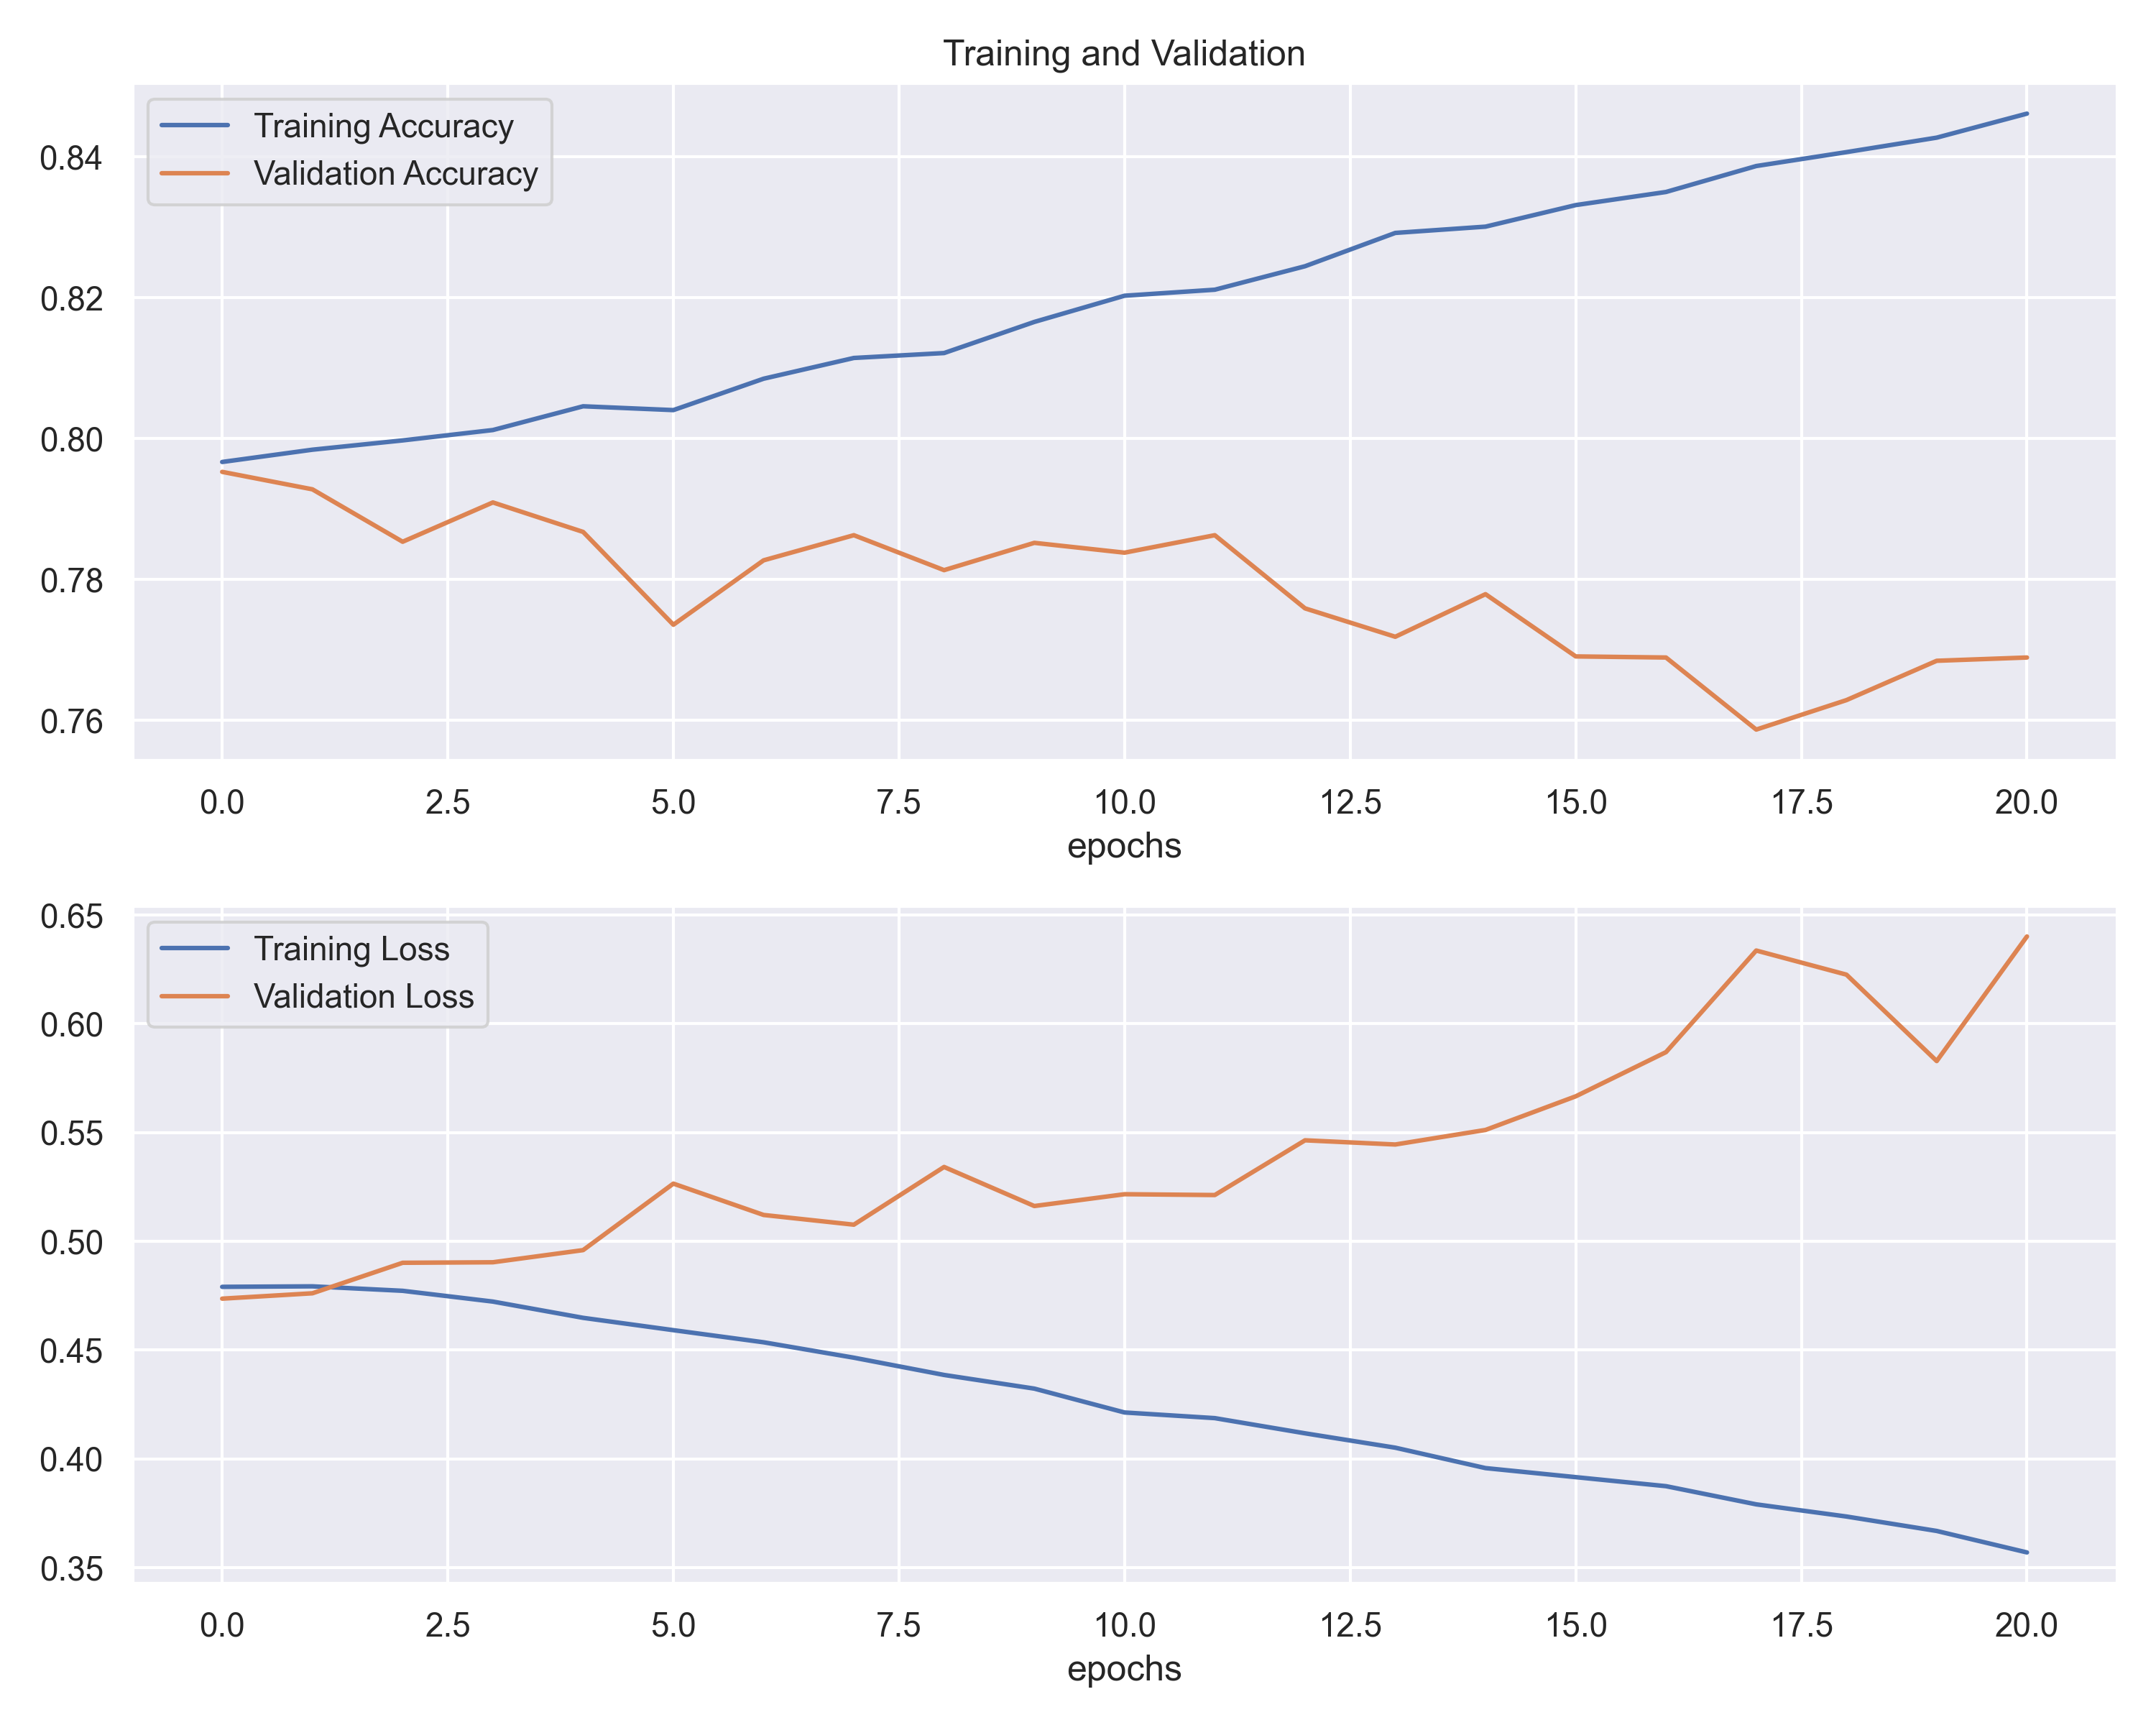 Training and Validation
Training Accuracy
Validation Accuracy
0.84
0.82
0.80
0.78
0.76
0.0 2.5 5.0 7.5 10.0 12.5 15.0 17.5 20.0
epochs
Training Loss
Validation Loss
0.65
0.60
0.55
0.50
0.45
0.40
0.35
0.0 2.5 5.0 7.5 10.0 12.5 15.0 17.5 20.0
epochs